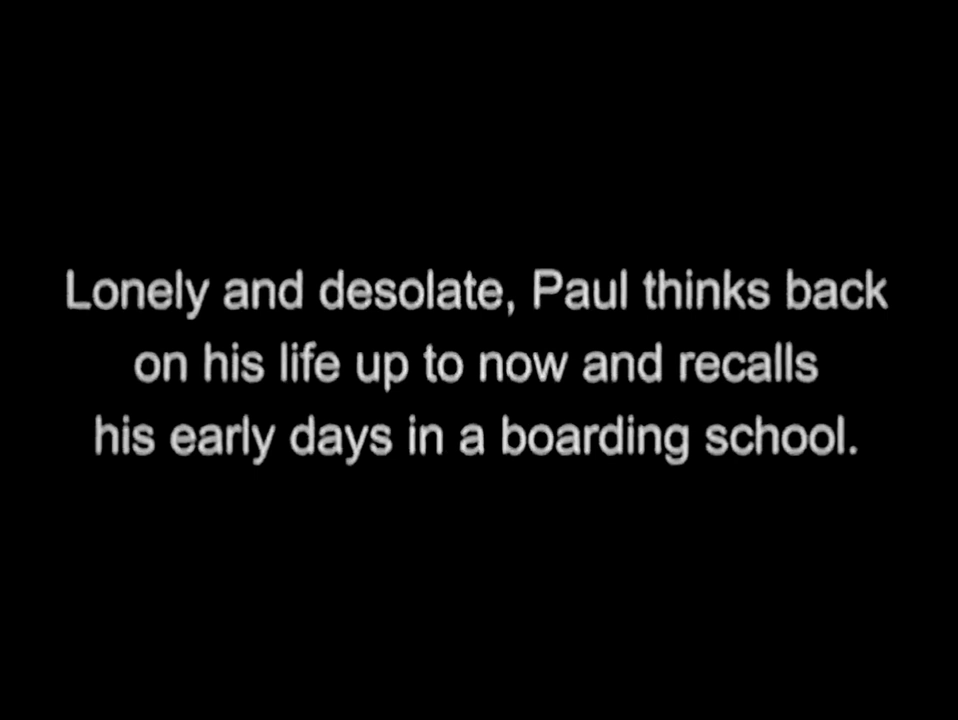 Lonely and desolate, Paul thinks back
on his life up to now and recalls
his early days in a boarding school.